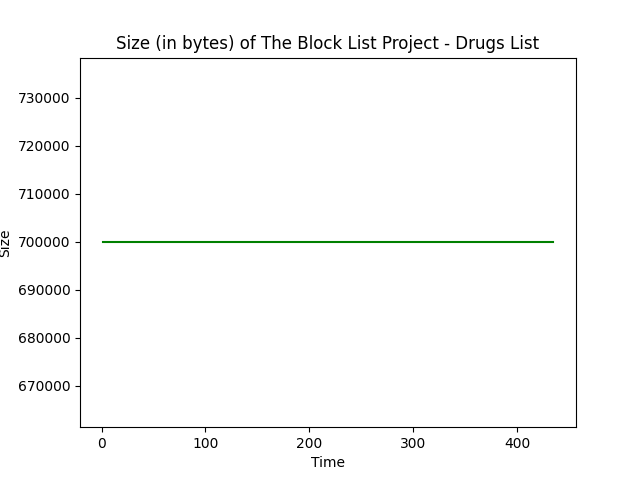 Size (in bytes) of The Block List Project - Drugs List
730000
720000
710000
700000
690000
680000
670000
Size
0 100 200 300 400
Time